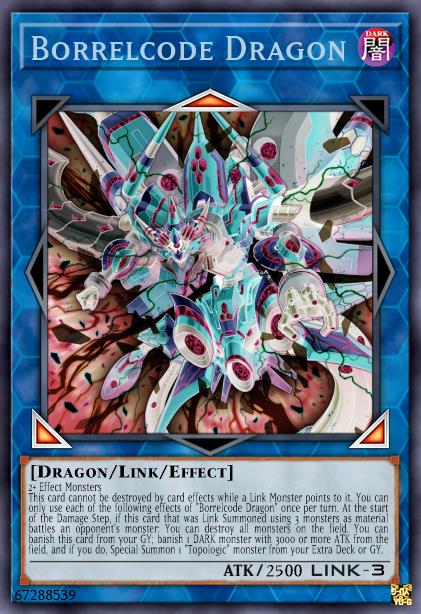 Borrelcode Dragon
DARK
闇
[Dragon/Link/Effect]
2+ Effect Monsters
This card cannot be destroyed by card effects while a Link Monster points to it. You can
only use each of the following effects of "Borrelcode Dragon" once per turn. At the start
of the Damage Step, if this card that was Link Summoned using 3 monsters as material
battles an opponent's monster: You can destroy all monsters on the field. You can
banish this card from your GY; banish 1 DARK monster with 3000 or more ATK from
the field, and if you do, Special Summon 1 "Topologic" monster from your Extra Deck or GY.
ATK/2500 LINK-3
67288539